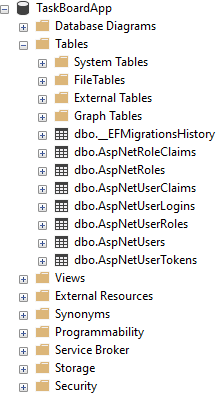 TaskBoardApp
Database Diagrams
Tables
System Tables
FileTables
External Tables
Graph Tables
dbo.__EFMigrationsHistory
dbo.AspNetRoleClaims
dbo.AspNetRoles
dbo.AspNetUserClaims
dbo.AspNetUserLogins
dbo.AspNetUserRoles
dbo.AspNetUsers
dbo.AspNetUserTokens
Views
External Resources
Synonyms
Programmability
Service Broker
Storage
Security